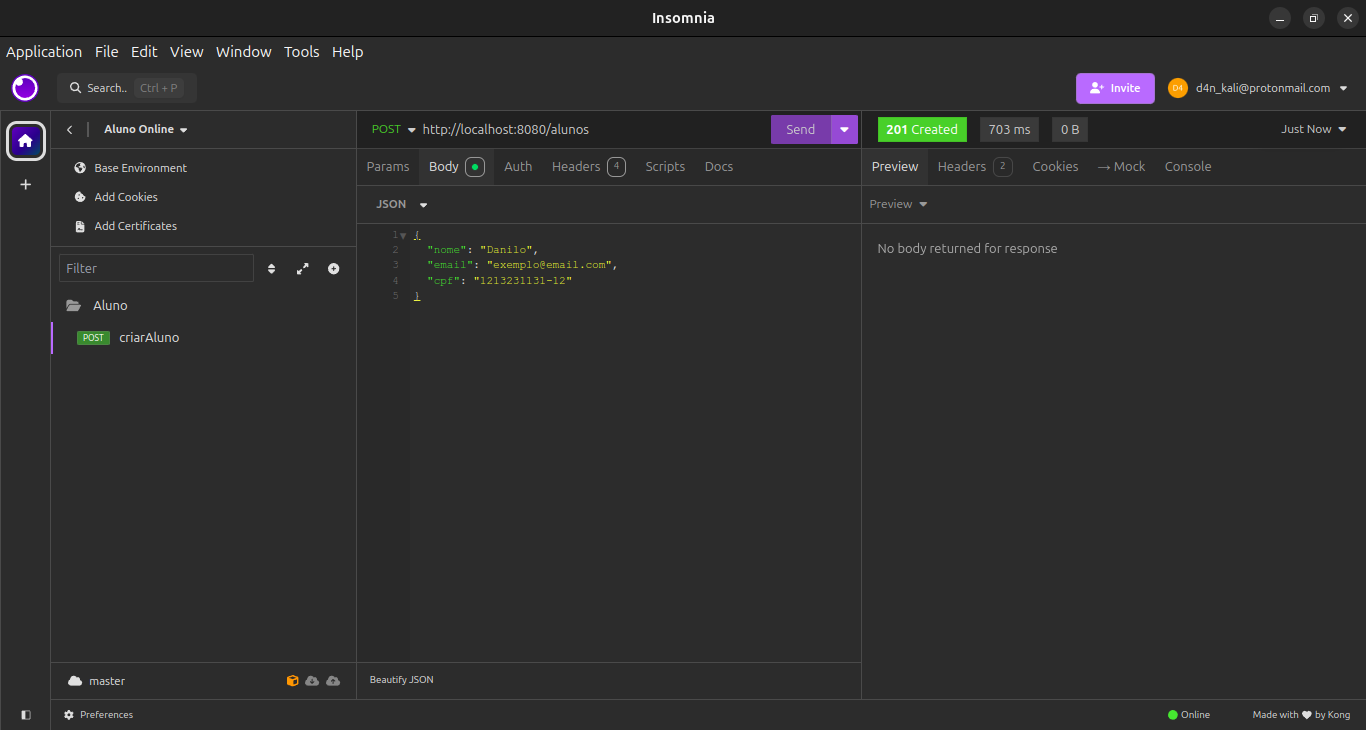 Insomnia
Application File Edit View Window Tools Help
Search.. Ctrl + P
Invite
D4 d4n_kali@protonmail.com
Aluno Online
POST http://localhost:8080/alunos
Send
201 Created 703 ms 0 B
Just Now
Base Environment
Add Cookies
Add Certificates
Params Body Auth Headers 4 Scripts Docs
Preview Headers 2 Cookies → Mock Console
JSON
Preview
Filter
Aluno
POST criarAluno
1 {
2 "nome": "Danilo",
3 "email": "exemplo@email.com",
4 "cpf": "1213231131-12"
5 }
No body returned for response
master
Beautify JSON
Preferences
Online
Made with ♥ by Kong